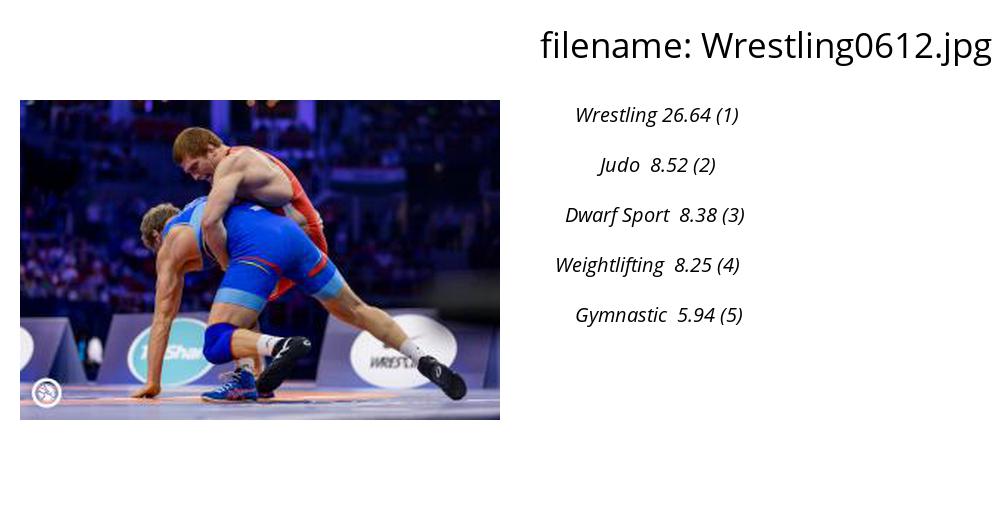 filename: Wrestling0612.jpg
Wrestling 26.64 (1)
Judo 8.52 (2)
Dwarf Sport 8.38 (3)
Weightlifting 8.25 (4)
Gymnastic 5.94 (5)